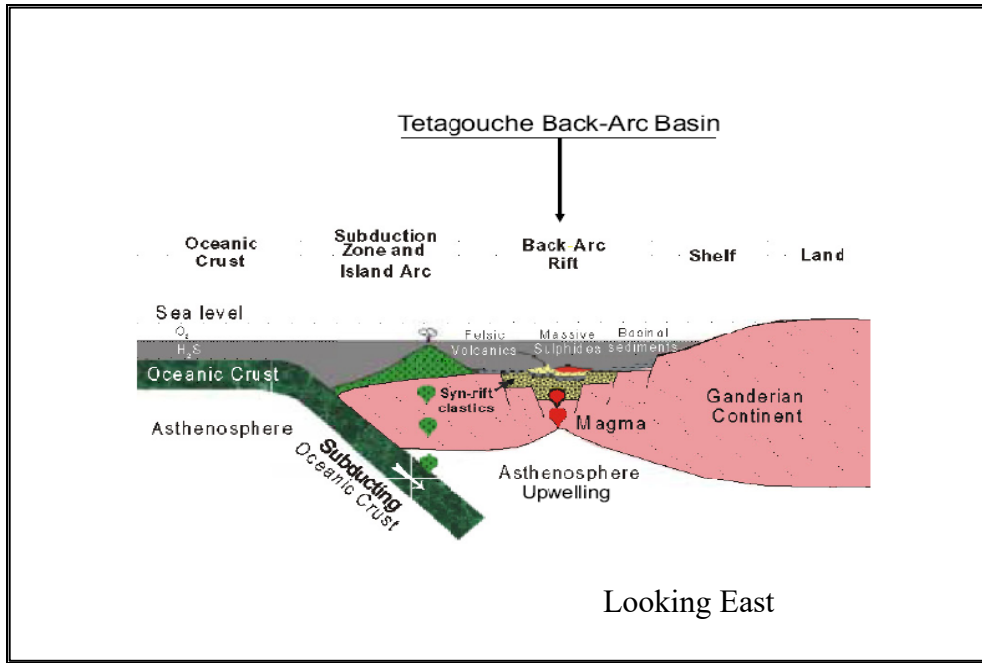 Tetagouche Back-Arc Basin
Oceanic
Crust
Subduction
Zone and
Island Arc
Back-Arc
Rift
Shelf
Land
Sea level
O₂
H₂S
Felsic
Volcanics
Massive
Sulphides
Basinal
sediments
Oceanic Crust
Syn-rift
clastics
Magma
Ganderian
Continent
Asthenosphere
Subducting
Oceanic Crust
Asthenosphere
Upwelling
Looking East